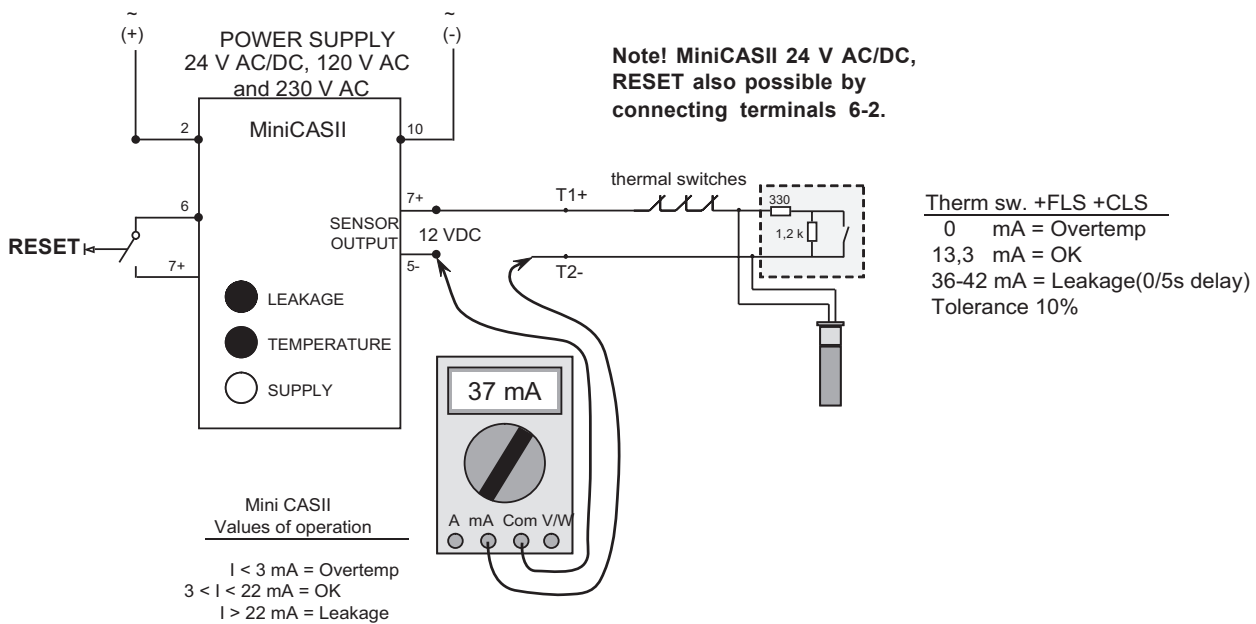 ~
(+)
~
(-)
POWER SUPPLY
24 V AC/DC, 120 V AC
and 230 V AC
Note! MiniCASII 24 V AC/DC,
RESET also possible by
connecting terminals 6-2.
MiniCASII
2
10
6
7+
RESET
7+
SENSOR
OUTPUT
12 VDC
5-
T1+
T2-
thermal switches
330
1,2 k
Therm sw. +FLS +CLS
0 mA = Overtemp
13,3 mA = OK
36-42 mA = Leakage(0/5s delay)
Tolerance 10%
LEAKAGE
TEMPERATURE
SUPPLY
37 mA
A mA Com V/W
Mini CASII
Values of operation
I < 3 mA = Overtemp
3 < I < 22 mA = OK
I > 22 mA = Leakage